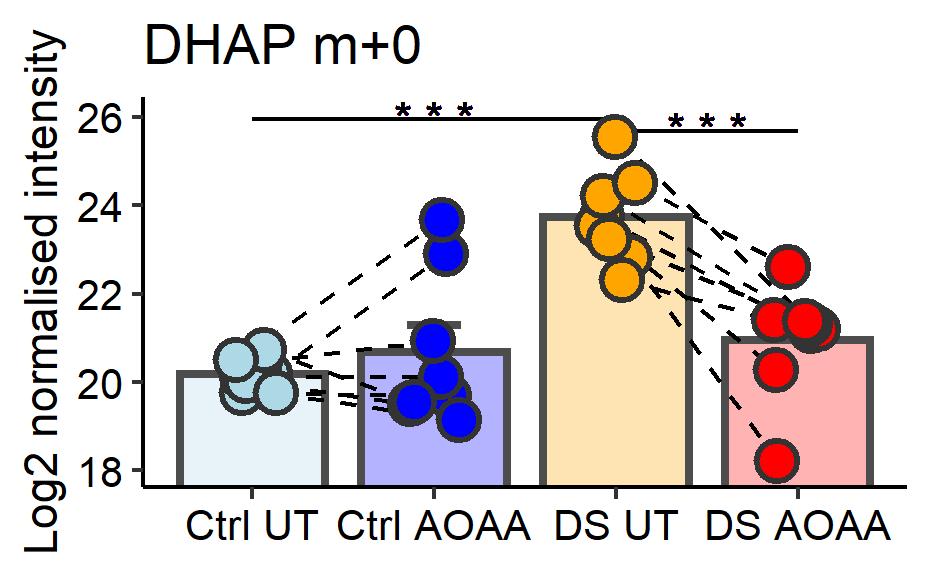 DHAP m+0
Log2 normalised intensity
26
24
22
20
18
* * *
* * *
Ctrl UT Ctrl AOAA DS UT DS AOAA